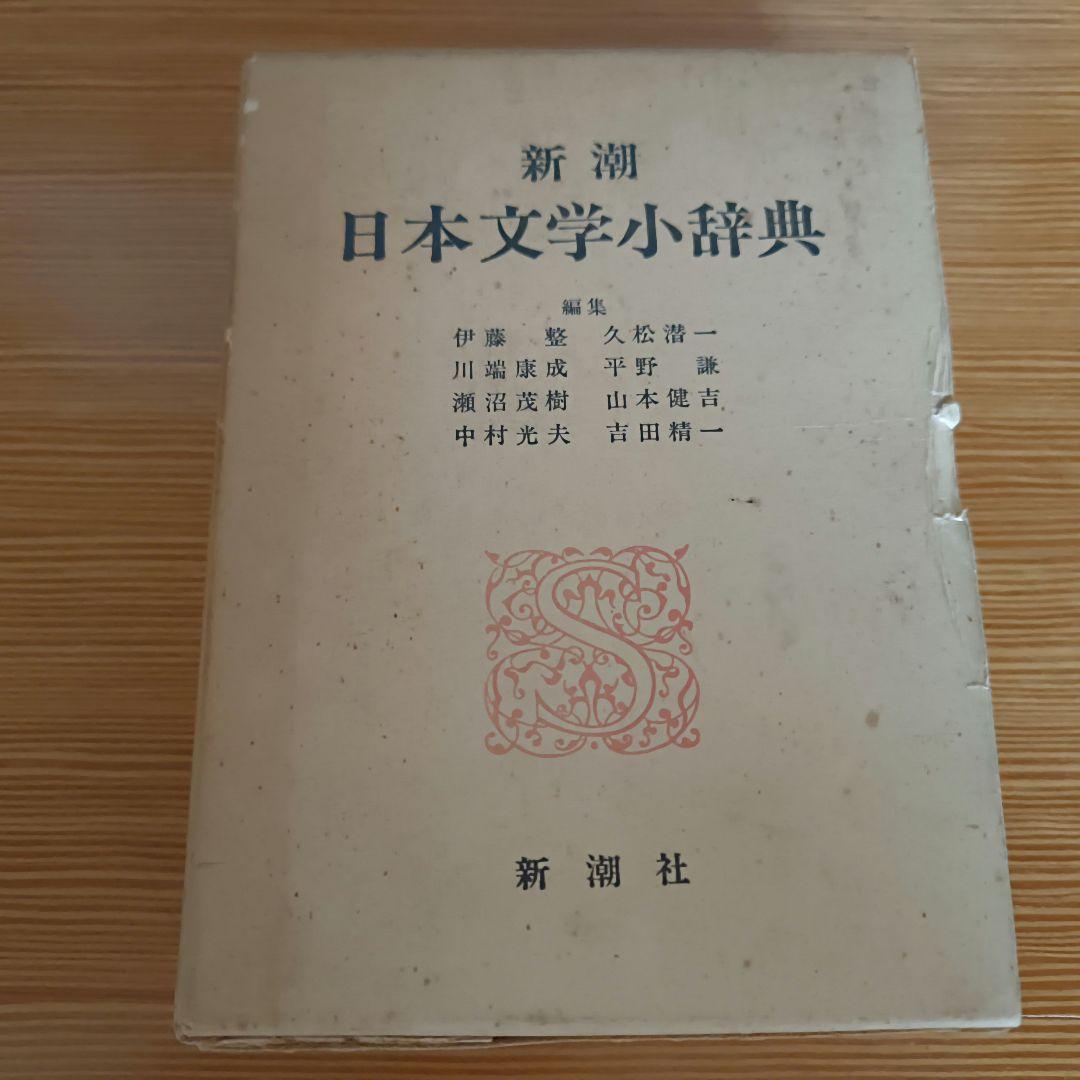 新潮
日本文学小辞典
編集
伊藤 整 久松潜一
川端康成 平野 謙
瀬沼茂樹 山本健吉
中村光夫 吉田精一
S
新潮社